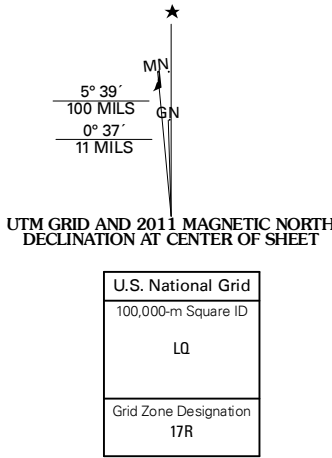 MN
5° 39´
100 MILS
GN
0° 37´
11 MILS
UTM GRID AND 2011 MAGNETIC NORTH
DECLINATION AT CENTER OF SHEET
U.S. National Grid
100,000-m Square ID
LQ
Grid Zone Designation
17R